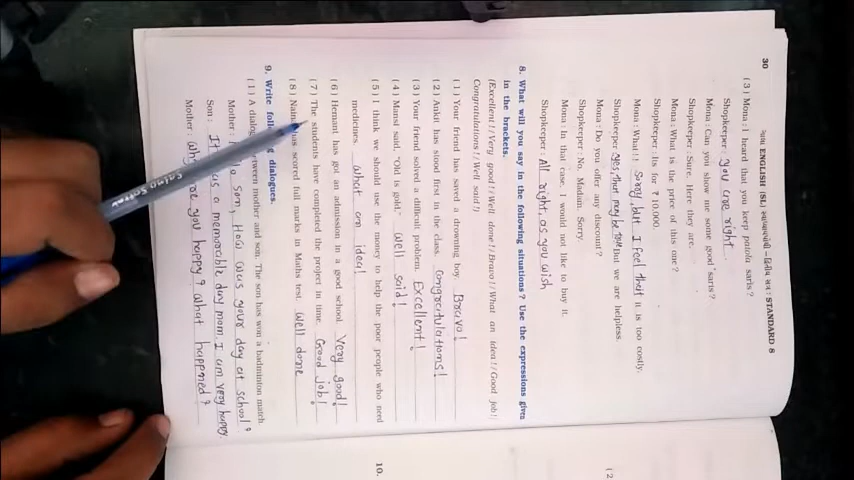 30
ENGLISH (SL) સ્વાધ્યાયપોથી – દ્વિતીય સત્ર : STANDARD 8
( 3 ) Mona : I heard that you keep patola saris ?
Shopkeeper : you are right.
Mona : Can you show me some good saris ?
Shopkeeper : Sure. Here they are.
Mona : What is the price of this one ?
Shopkeeper : Its for ₹ 10,000.
Mona : What ! ! Sorry, but I feel that it is too costly.
Shopkeeper : yes, that may be but we are helpless.
Mona : Do you offer any discount ?
Shopkeeper : No, Madam. Sorry.
Mona : In that case, I would not like to buy it.
Shopkeeper : All right, as you wish
8. What will you say in the following situations ? Use the expressions given
in the brackets.
(Excellent ! / Very good ! / Well done ! / Bravo ! / What an idea ! / Good job ! /
Congratulations ! / Well said !)
( 1 ) Your friend has saved a drowning boy. Bravo!
( 2 ) Ankit has stood first in the class. Congratulations!
( 3 ) Your friend solved a difficult problem. Excellent!
( 4 ) Mansi said, "Old is gold." Well said!
( 5 ) I think we should use the money to help the poor people who need
medicines. What an idea!
( 6 ) Hemant has got an admission in a good school. Very good!
( 7 ) The students have completed the project in time. Good job!
( 8 ) has scored full marks in Maths test. Well done
9. Write dialogues.
( 1 ) A between mother and son. The son has won a badminton match.
Mother : son, How was your day at school?
Son : It was a memorable day mom, I am very happy
Mother : you happy? what happened?
10.
( 2